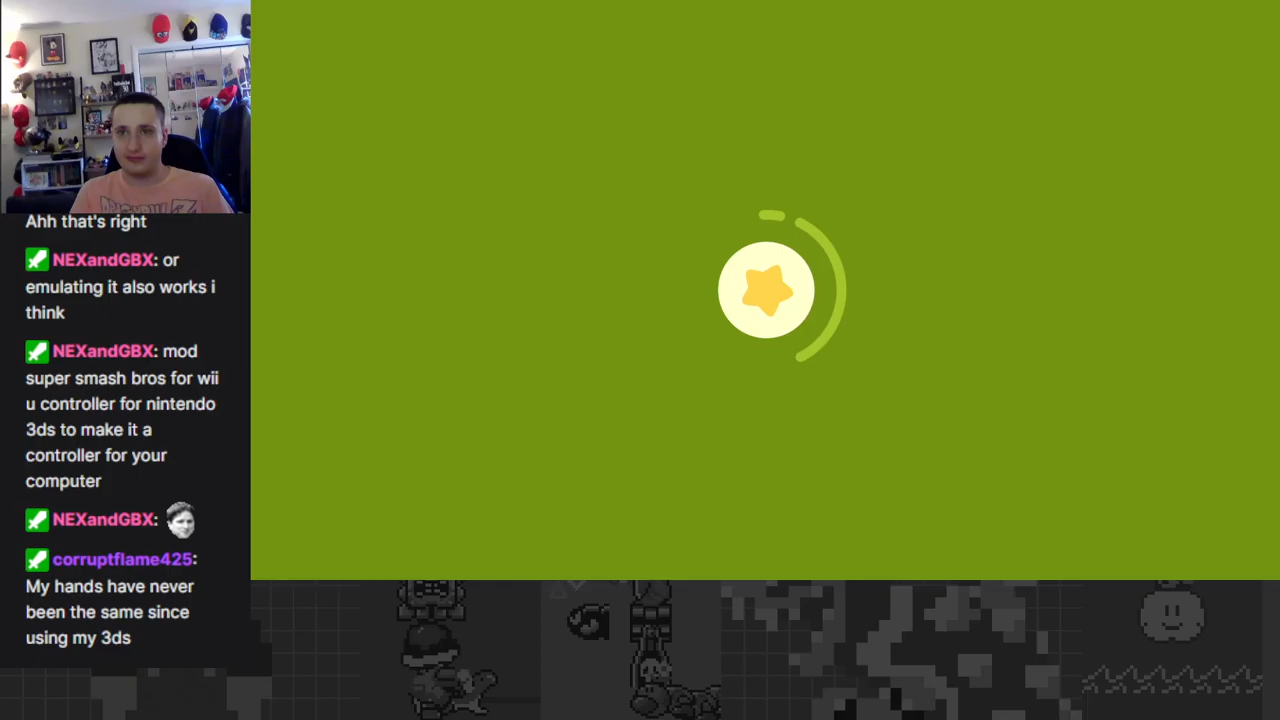 Ahh that's right
NEXandGBX: or
emulating it also works i
think
NEXandGBX: mod
super smash bros for wii
u controller for nintendo
3ds to make it a
controller for your
computer
NEXandGBX:
corruptflame425:
My hands have never
been the same since
using my 3ds